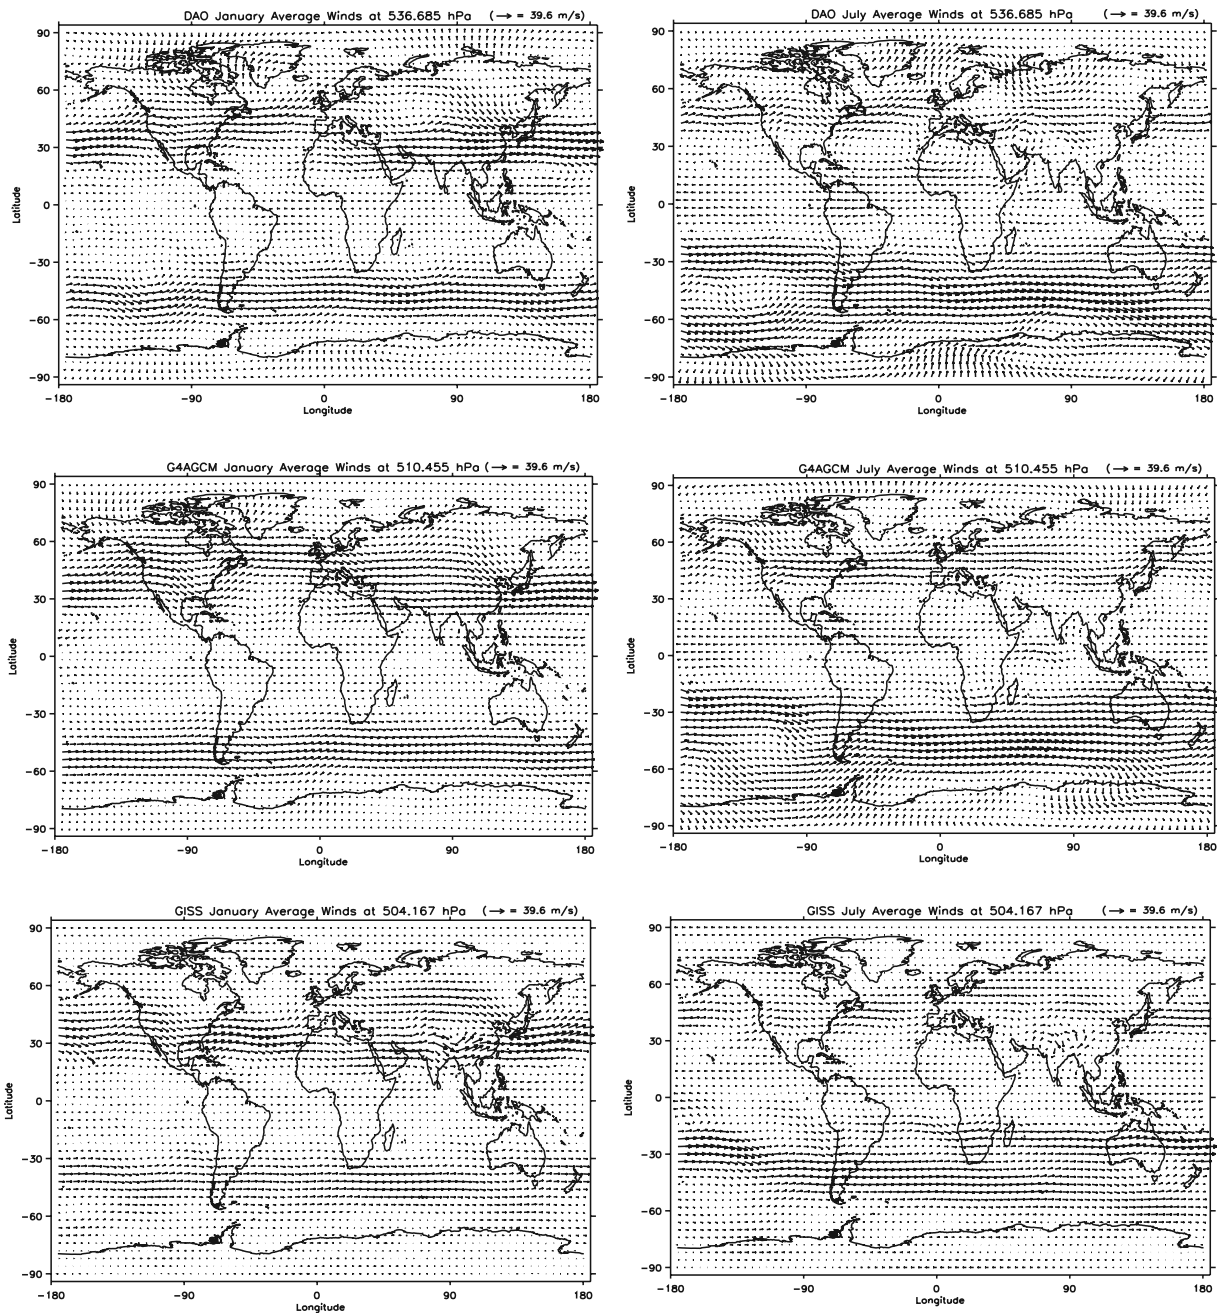 DAO January Average Winds at 536.685 hPa (→ = 39.6 m/s)
90
60
30
0
−30
−60
−90
Latitude
−180 −90 0 90 180
Longitude
DAO July Average Winds at 536.685 hPa (→ = 39.6 m/s)
90
60
30
0
−30
−60
−90
Latitude
−180 −90 0 90 180
Longitude
G4AGCM January Average Winds at 510.455 hPa (→ = 39.6 m/s)
90
60
30
0
−30
−60
−90
Latitude
−180 −90 0 90 180
Longitude
G4AGCM July Average Winds at 510.455 hPa (→ = 39.6 m/s)
90
60
30
0
−30
−60
−90
Latitude
−180 −90 0 90 180
Longitude
GISS January Average Winds at 504.167 hPa (→ = 39.6 m/s)
90
60
30
0
−30
−60
−90
Latitude
−180 −90 0 90 180
Longitude
GISS July Average Winds at 504.167 hPa (→ = 39.6 m/s)
90
60
30
0
−30
−60
−90
Latitude
−180 −90 0 90 180
Longitude